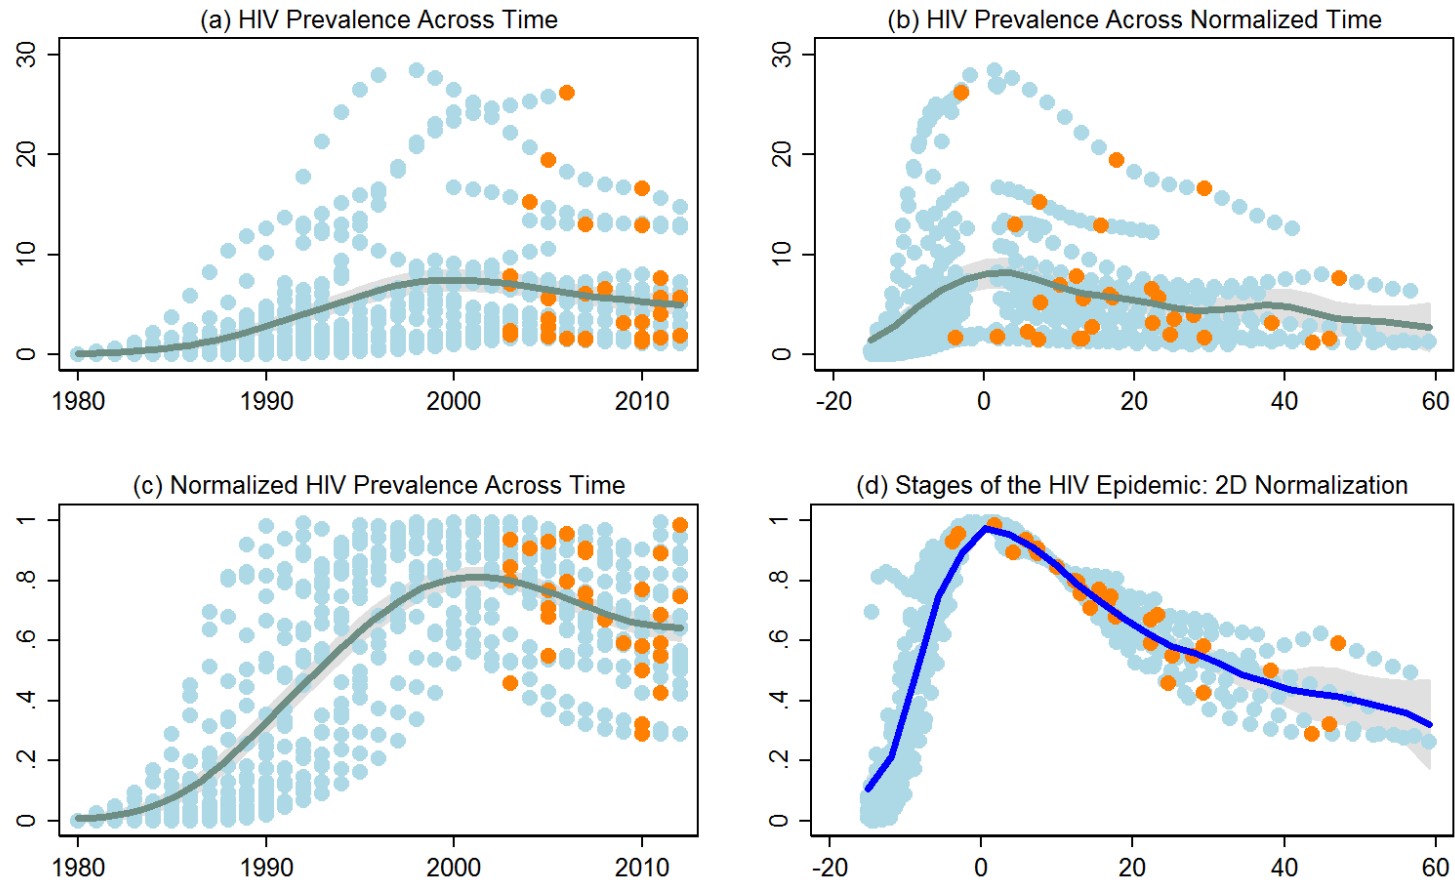 (a) HIV Prevalence Across Time
30
20
10
0
1980 1990 2000 2010
(b) HIV Prevalence Across Normalized Time
30
20
10
0
-20 0 20 40 60
(c) Normalized HIV Prevalence Across Time
1
.8
.6
.4
.2
0
1980 1990 2000 2010
(d) Stages of the HIV Epidemic: 2D Normalization
1
.8
.6
.4
.2
0
-20 0 20 40 60